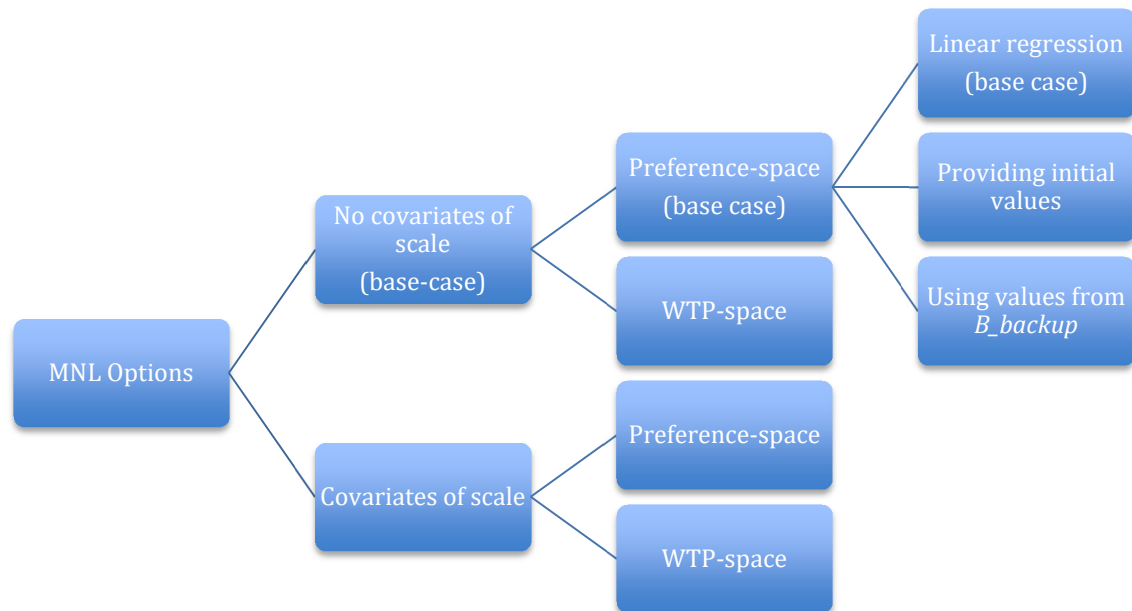 MNL Options
No covariates of
scale
(base-case)
Covariates of scale
Preference-space
(base case)
WTP-space
Preference-space
WTP-space
Linear regression
(base case)
Providing initial
values
Using values from
B_backup